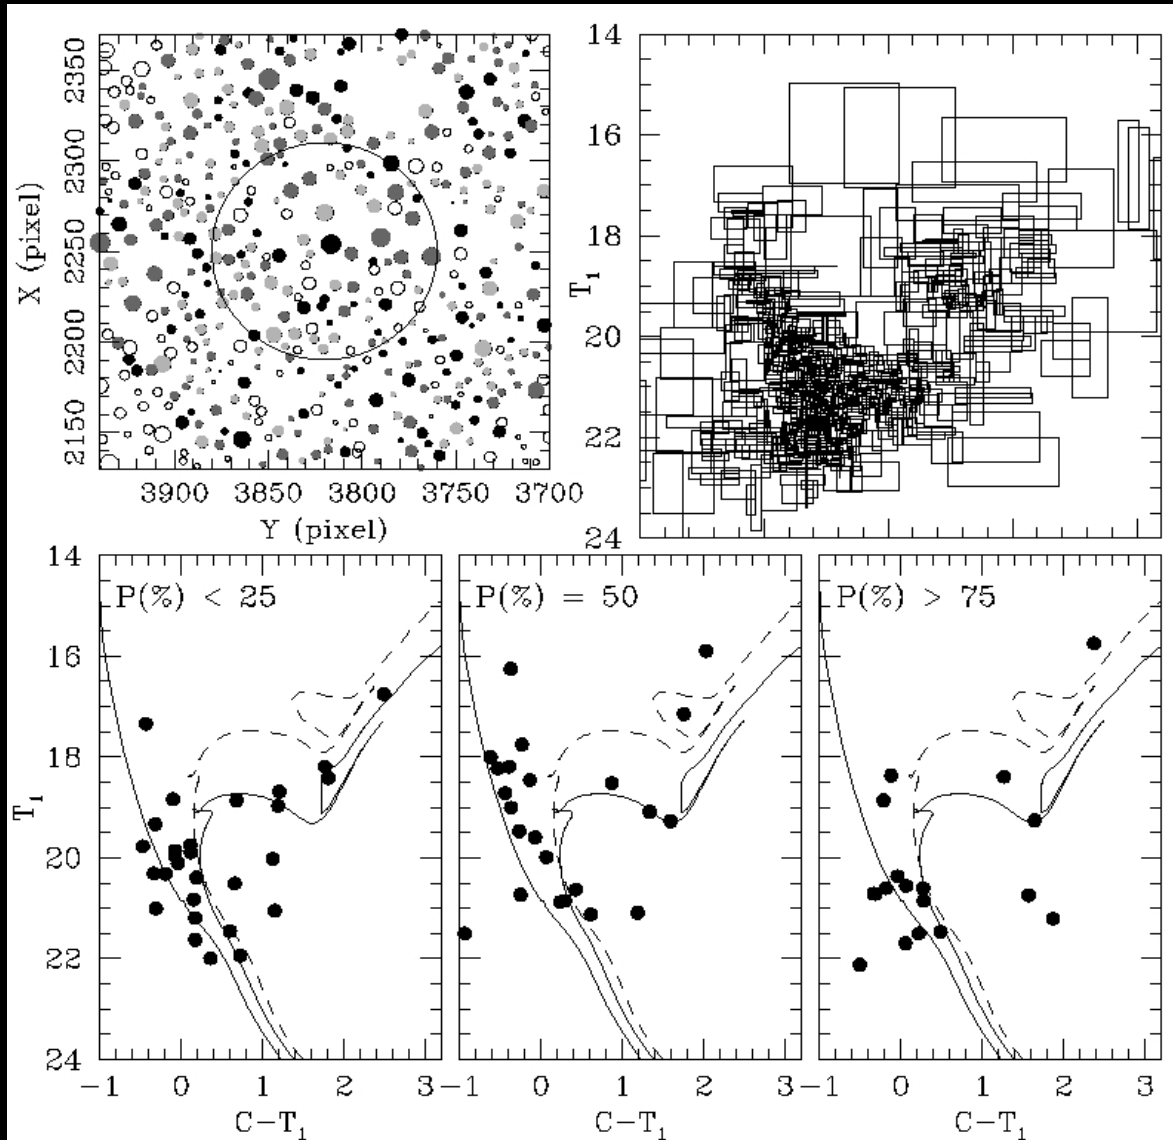 2350
2300
2250
2200
2150
X (pixel)
3900 3850 3800 3750 3700
Y (pixel)
14
16
18
20
22
24
T₁
P(%) < 25
P(%) = 50
P(%) > 75
14
16
18
20
22
24
T₁
−1 0 1 2 3
−1 0 1 2 3
−1 0 1 2 3
C−T₁
C−T₁
C−T₁